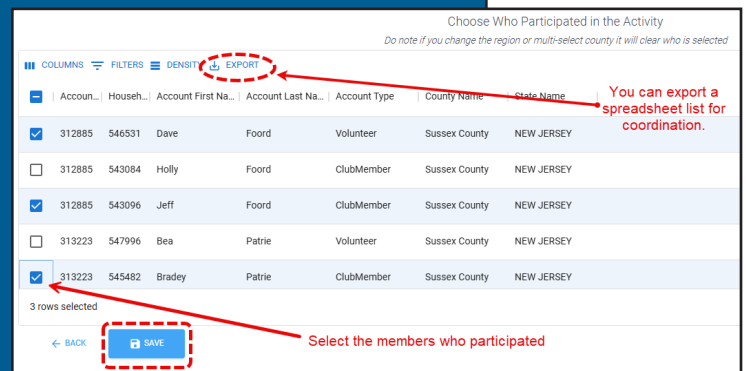 Choose Who Participated in the Activity
Do note if you change the region or multi-select county it will clear who is selected
COLUMNS FILTERS DENSITY EXPORT
Accoun... Househ... Account First Na... Account Last Na... Account Type County Name State Name
You can export a
spreadsheet list for
coordination.
312885 546531 Dave Foord Volunteer Sussex County NEW JERSEY
312885 543084 Holly Foord ClubMember Sussex County NEW JERSEY
312885 543096 Jeff Foord ClubMember Sussex County NEW JERSEY
313223 547996 Bea Patrie Volunteer Sussex County NEW JERSEY
313223 545482 Bradey Patrie ClubMember Sussex County NEW JERSEY
3 rows selected
Select the members who participated
← BACK SAVE